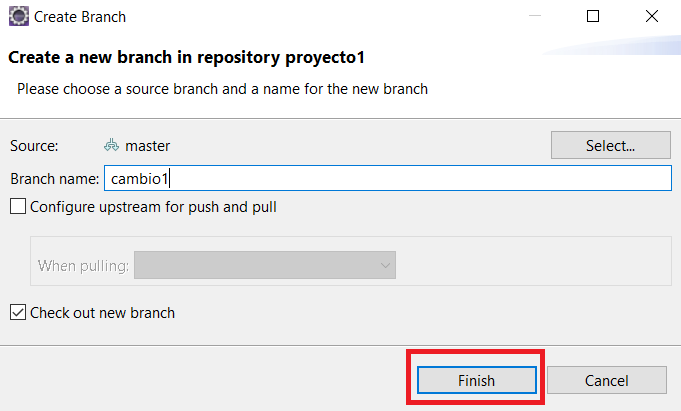 Create Branch
Create a new branch in repository proyecto1
Please choose a source branch and a name for the new branch
Source: master Select...
Branch name: cambio1
Configure upstream for push and pull
When pulling:
Check out new branch
Finish Cancel